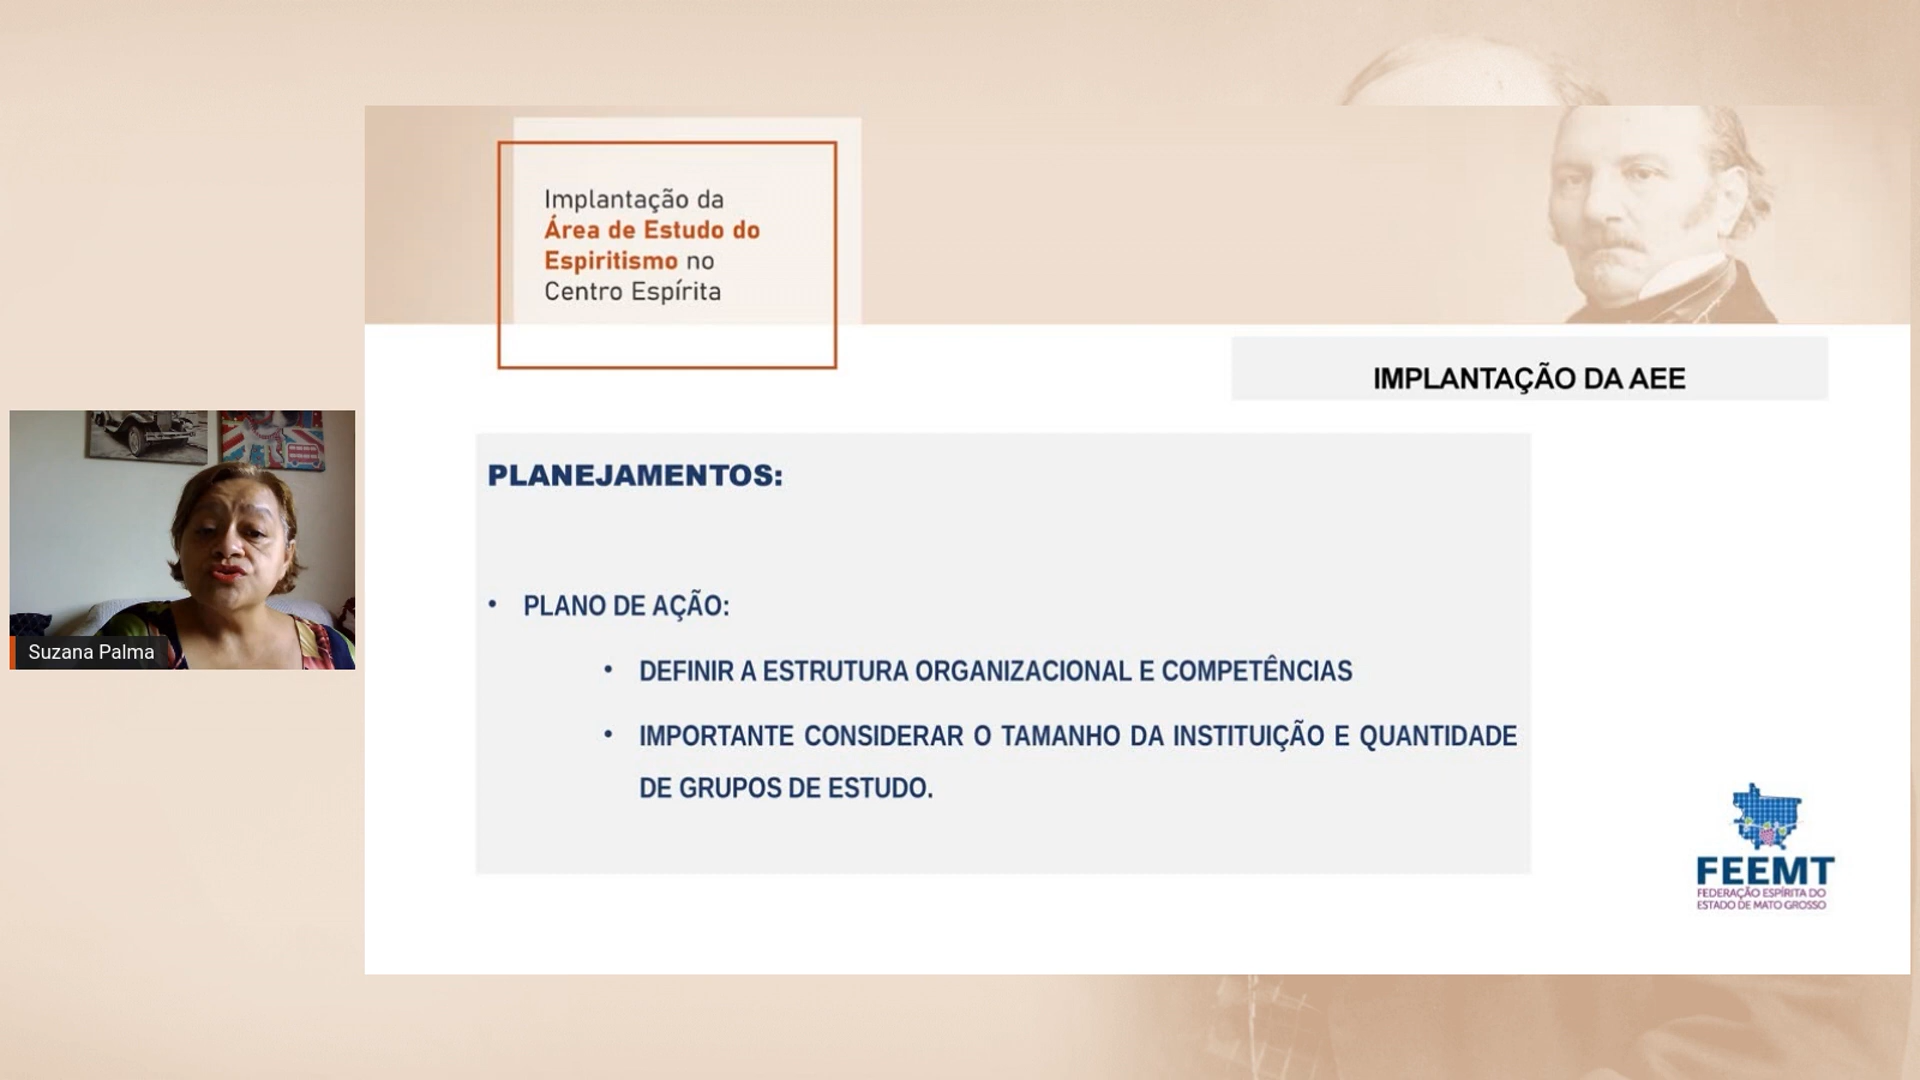 Implantação da
Área de Estudo do
Espiritismo no
Centro Espírita
IMPLANTAÇÃO DA AEE
PLANEJAMENTOS:
• PLANO DE AÇÃO:
• DEFINIR A ESTRUTURA ORGANIZACIONAL E COMPETÊNCIAS
• IMPORTANTE CONSIDERAR O TAMANHO DA INSTITUIÇÃO E QUANTIDADE
DE GRUPOS DE ESTUDO.
Suzana Palma
FEEMT
FEDERAÇÃO ESPÍRITA DO
ESTADO DE MATO GROSSO